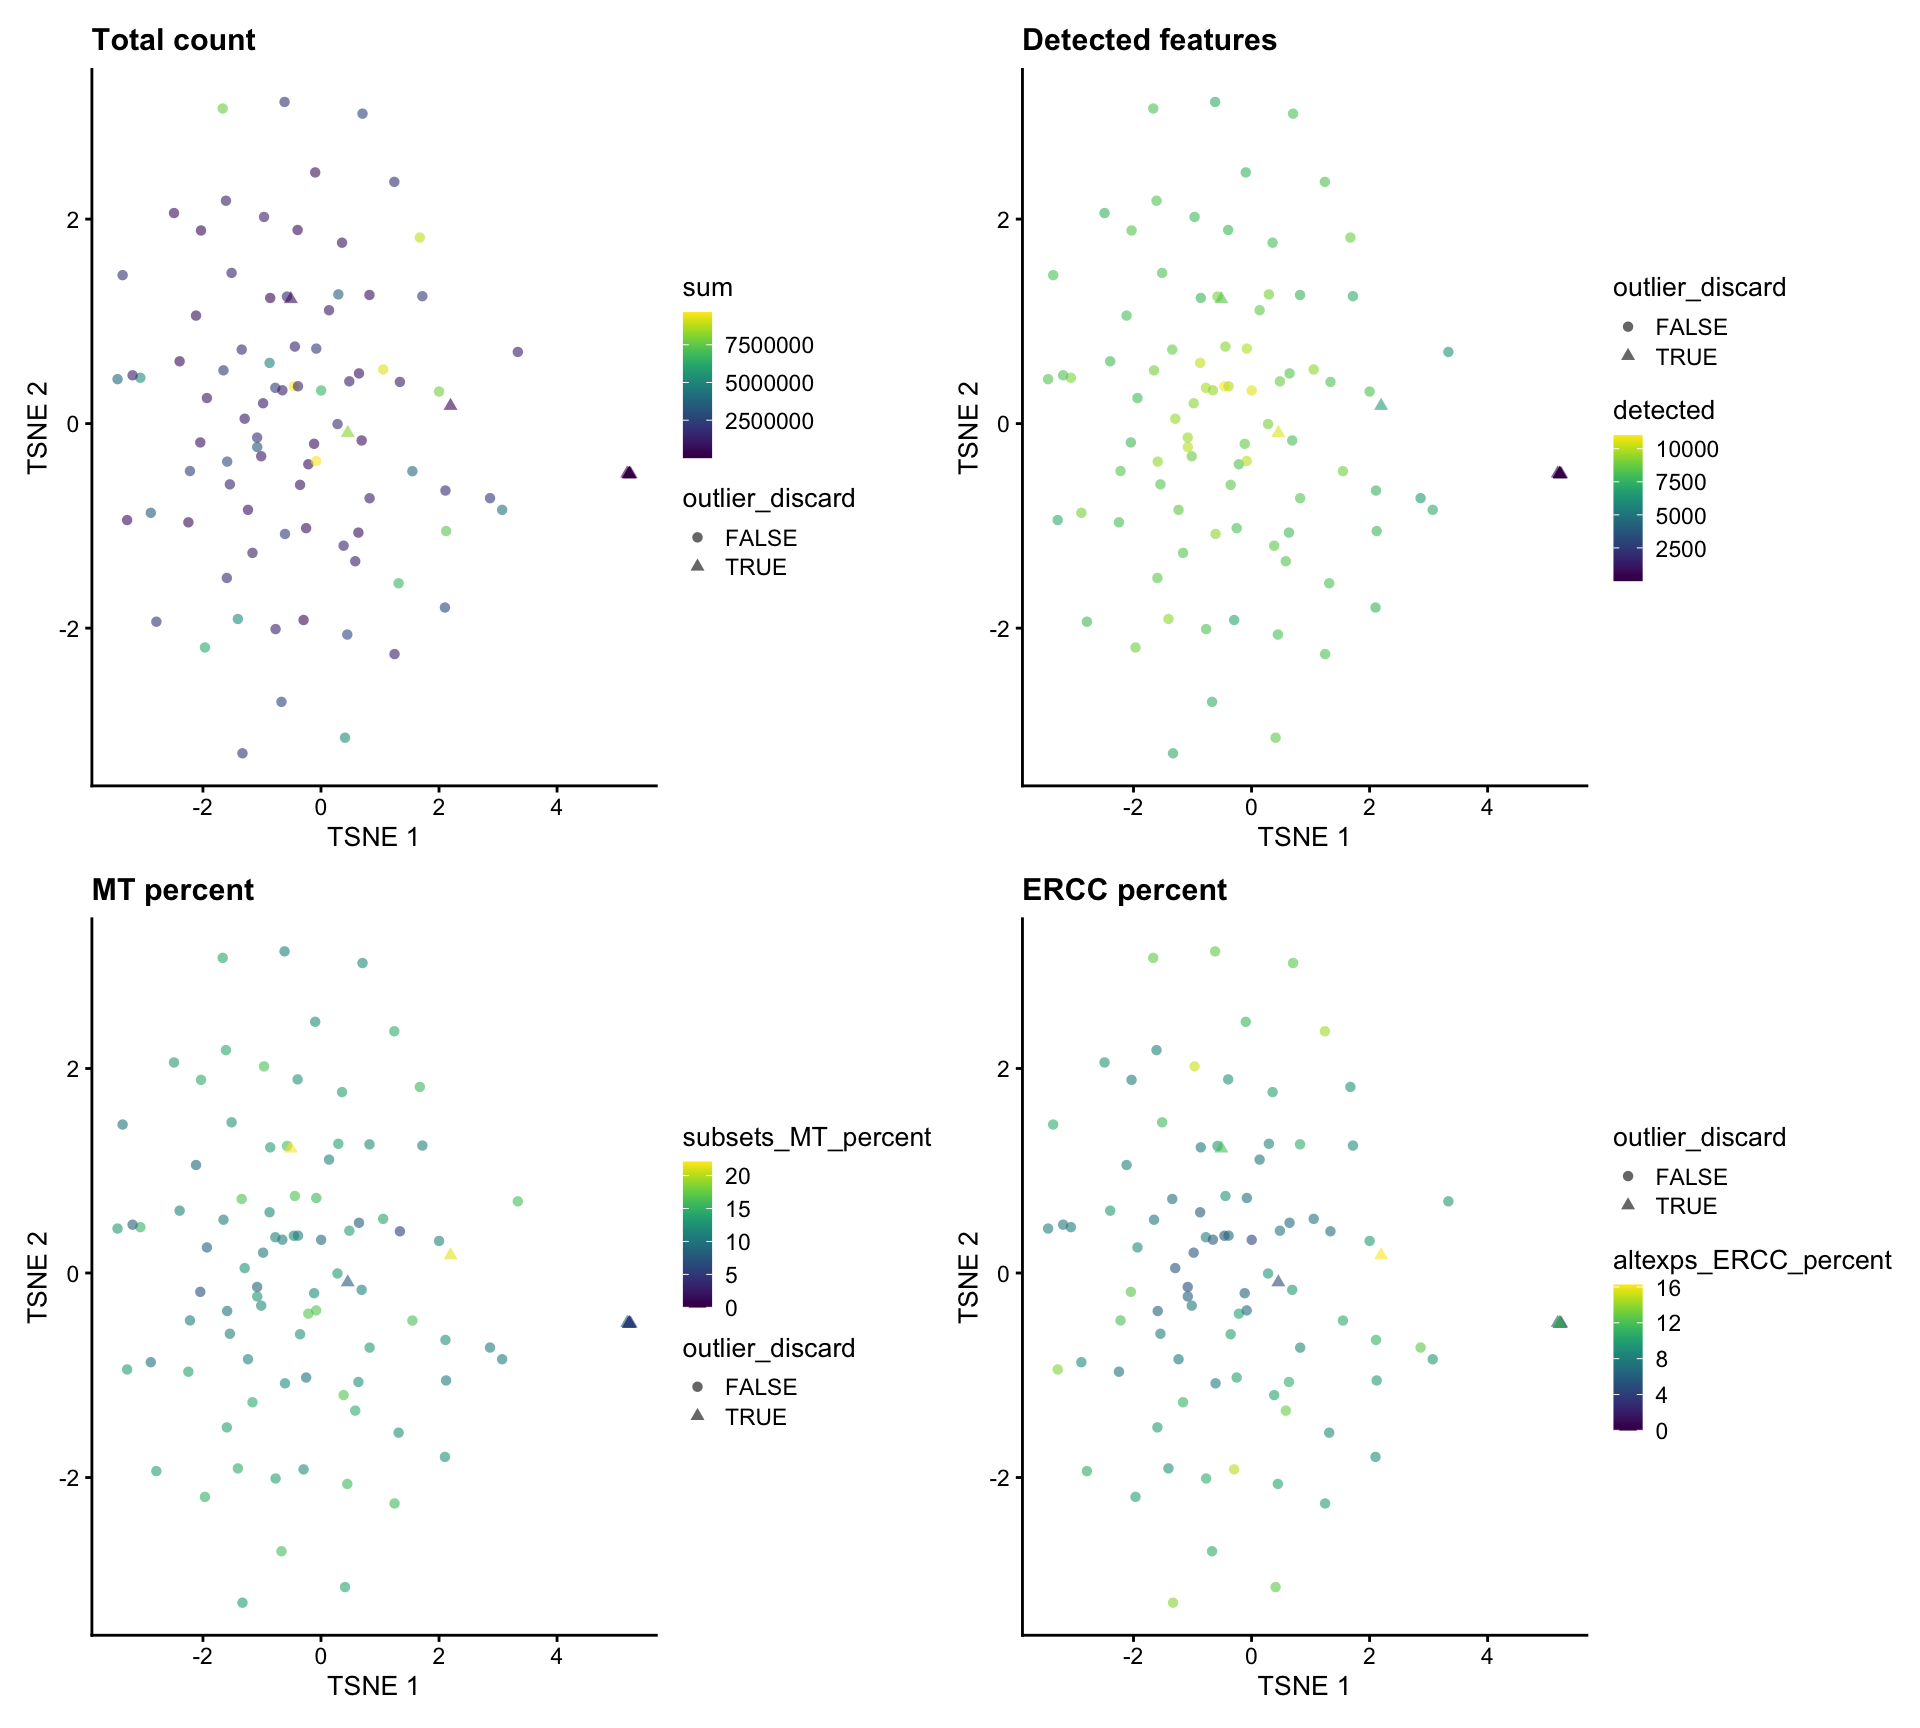 Total count
2
0
-2
TSNE 2
-2 0 2 4
TSNE 1
sum
7500000
5000000
2500000
outlier_discard
FALSE
TRUE
Detected features
2
0
-2
TSNE 2
-2 0 2 4
TSNE 1
outlier_discard
FALSE
TRUE
detected
10000
7500
5000
2500
MT percent
2
0
-2
TSNE 2
-2 0 2 4
TSNE 1
subsets_MT_percent
20
15
10
5
0
outlier_discard
FALSE
TRUE
ERCC percent
2
0
-2
TSNE 2
-2 0 2 4
TSNE 1
outlier_discard
FALSE
TRUE
altexps_ERCC_percent
16
12
8
4
0